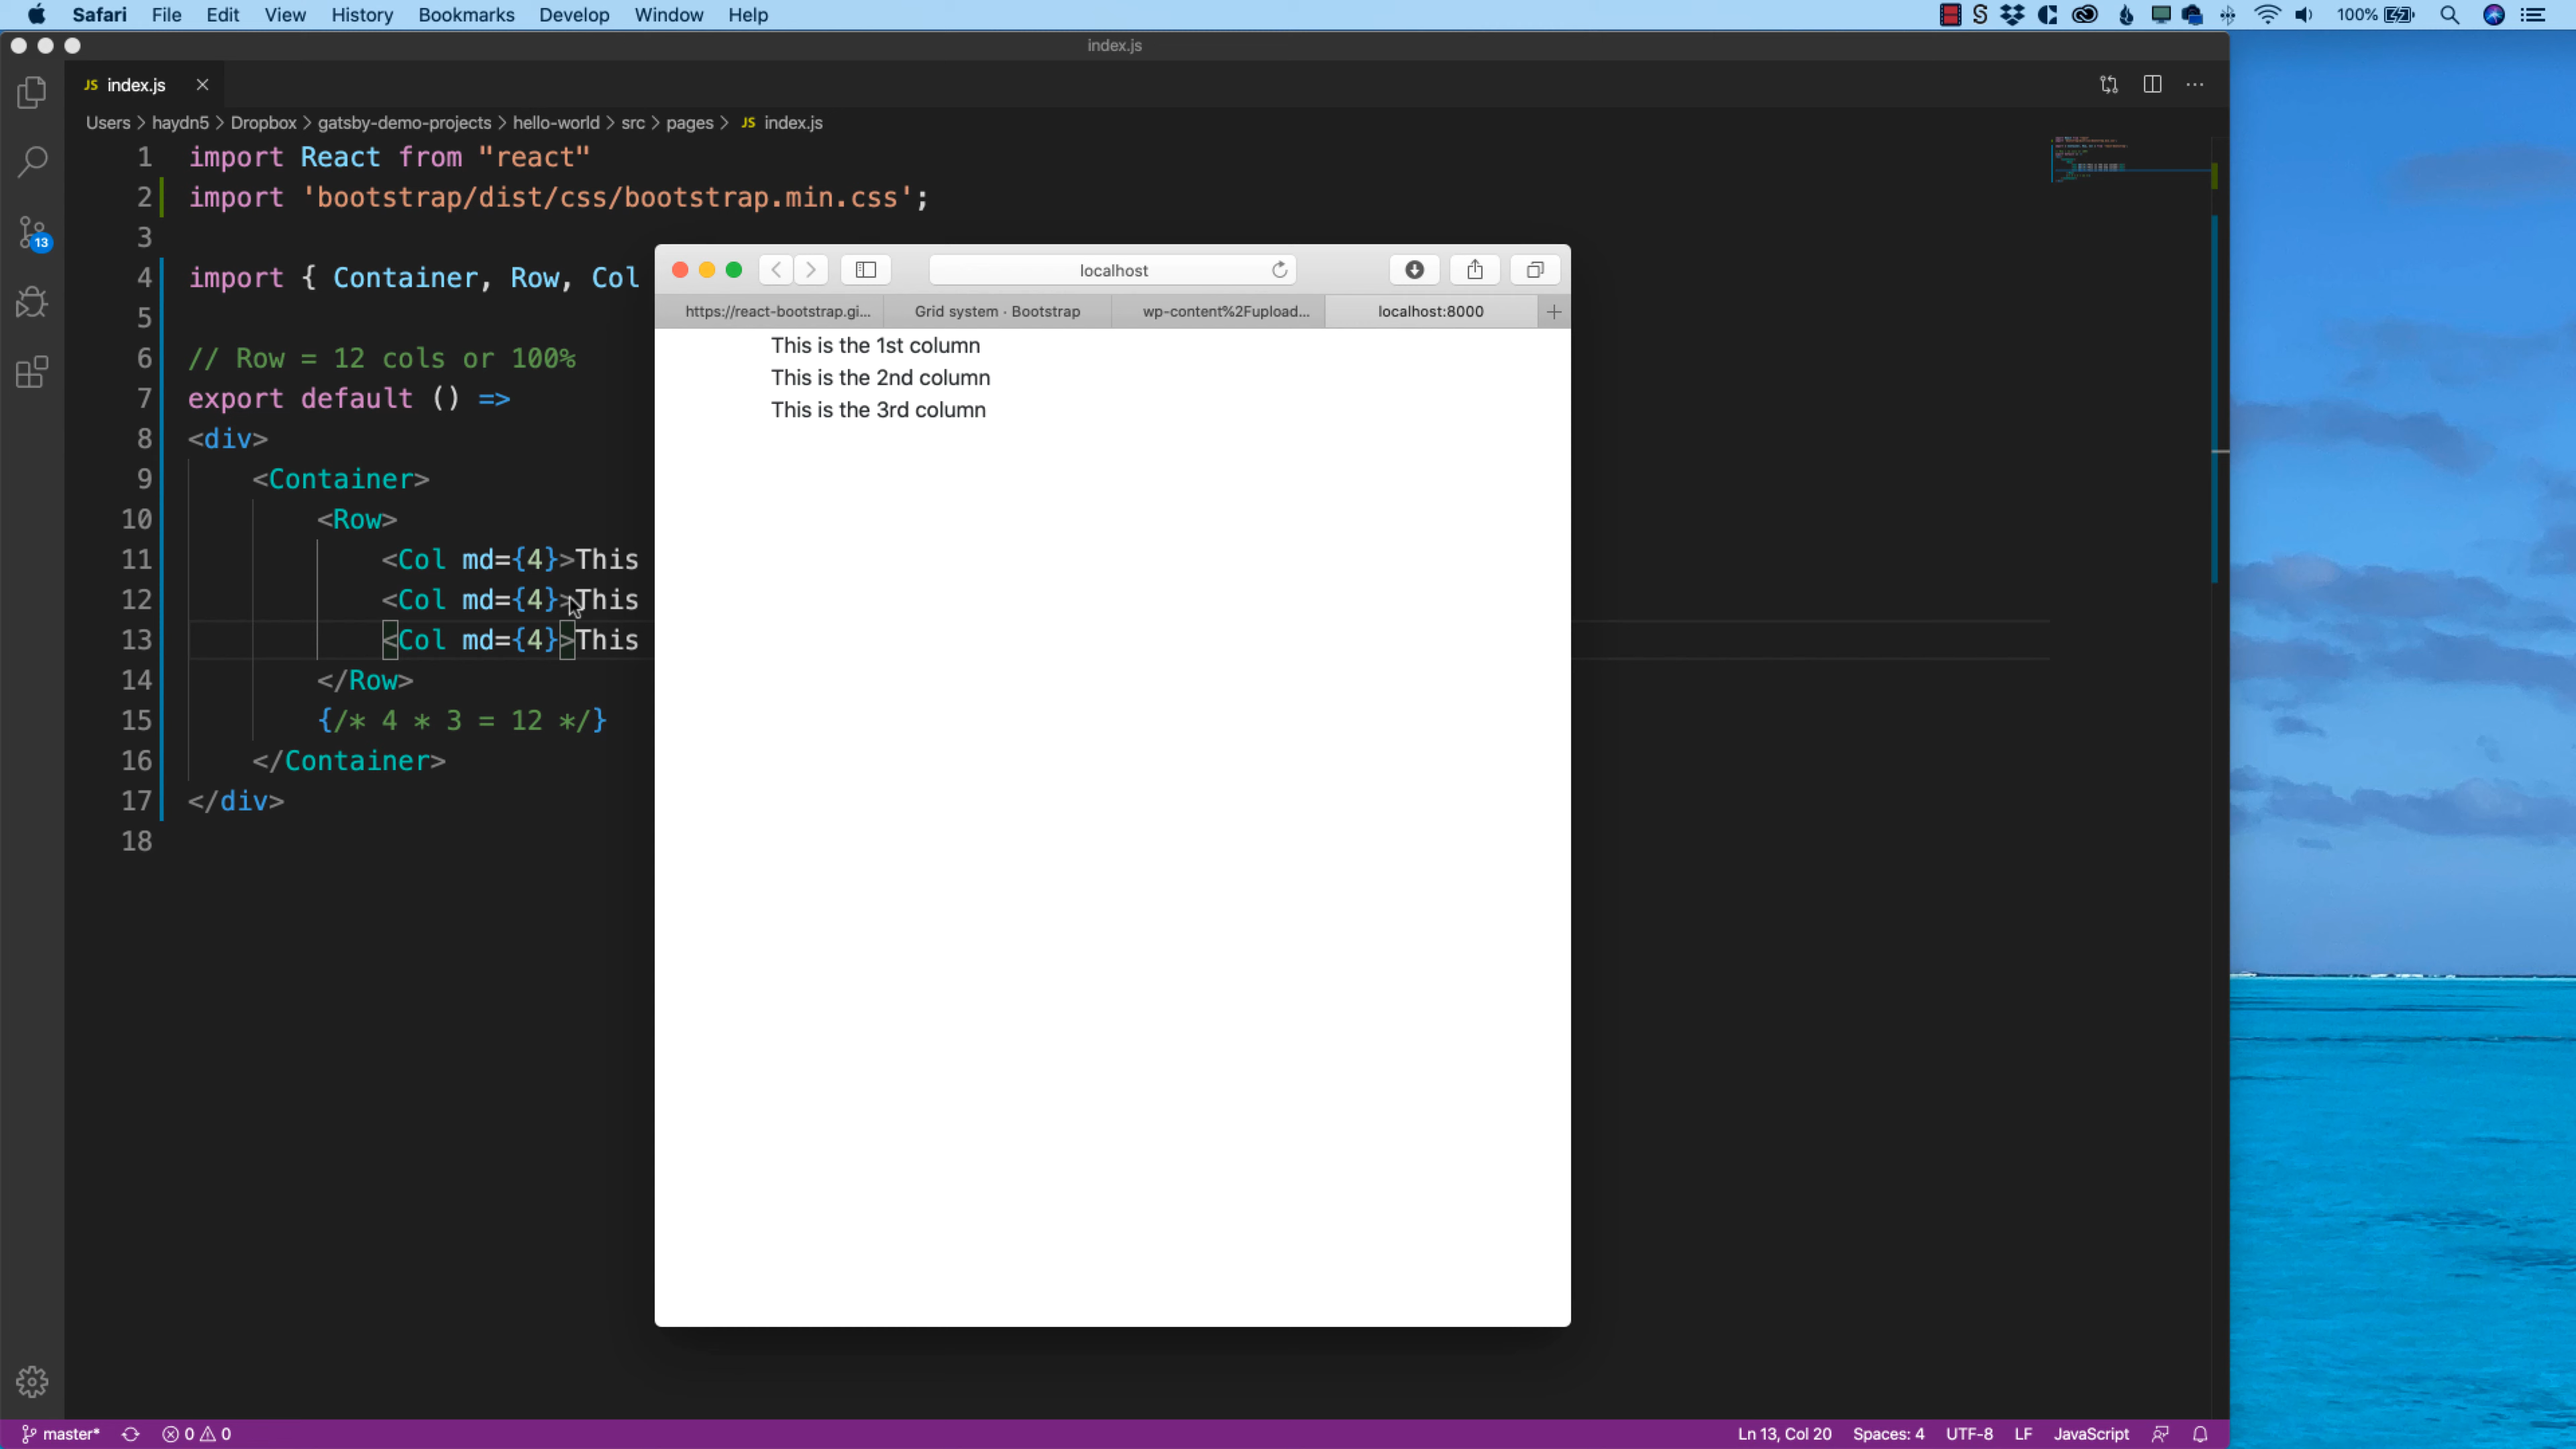 Safari File Edit View History Bookmarks Develop Window Help 100%
index.js
JS index.js
Users > haydn5 > Dropbox > gatsby-demo-projects > hello-world > src > pages > JS index.js
1 import React from "react"
2 import 'bootstrap/dist/css/bootstrap.min.css';
3
4 import { Container, Row, Col
5
6 // Row = 12 cols or 100%
7 export default () =>
8 <div>
9 <Container>
10 <Row>
11 <Col md={4}>This
12 <Col md={4}>This
13 <Col md={4}>This
14 </Row>
15 {/* 4 * 3 = 12 */}
16 </Container>
17 </div>
18
13
localhost
https://react-bootstrap.gi... Grid system · Bootstrap wp-content%2Fupload... localhost:8000
This is the 1st column
This is the 2nd column
This is the 3rd column
master* 0 0 Ln 13, Col 20 Spaces: 4 UTF-8 LF JavaScript